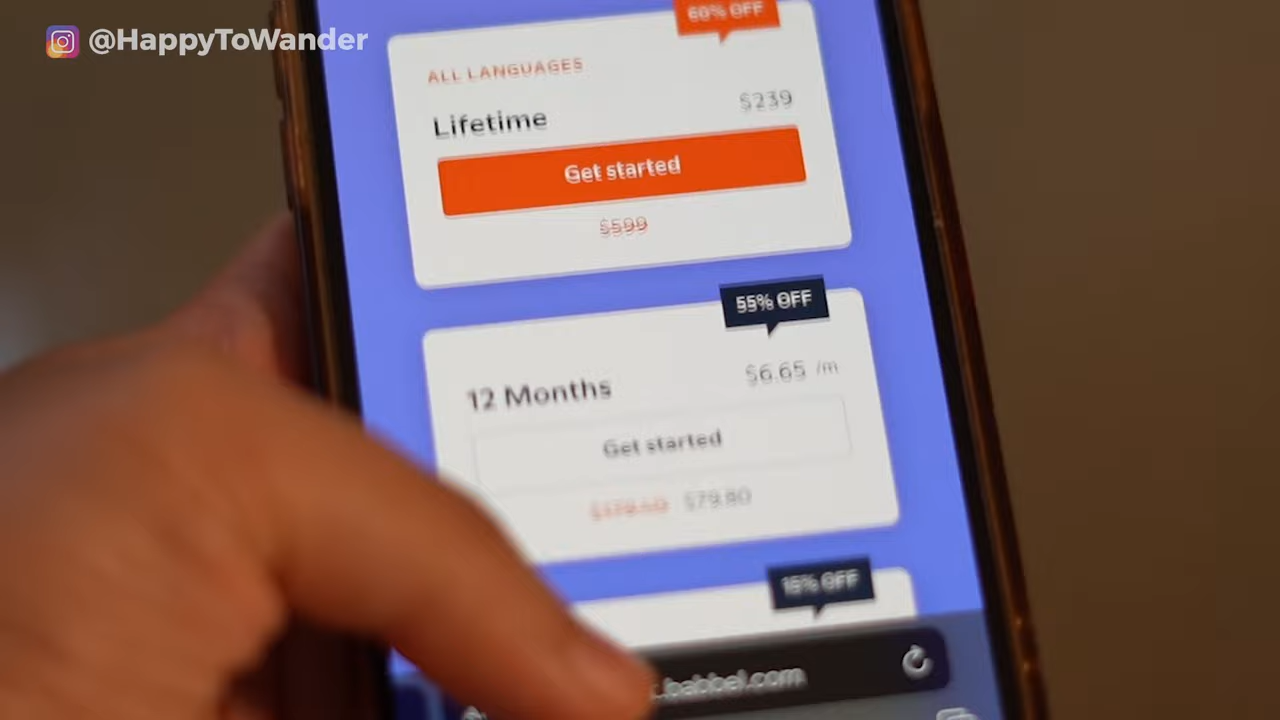 @HappyToWander
60% OFF
ALL LANGUAGES
Lifetime
$239
Get started
$599
55% OFF
12 Months
$6.65 /m
Get started
$79.80
15% OFF
.babbel.com